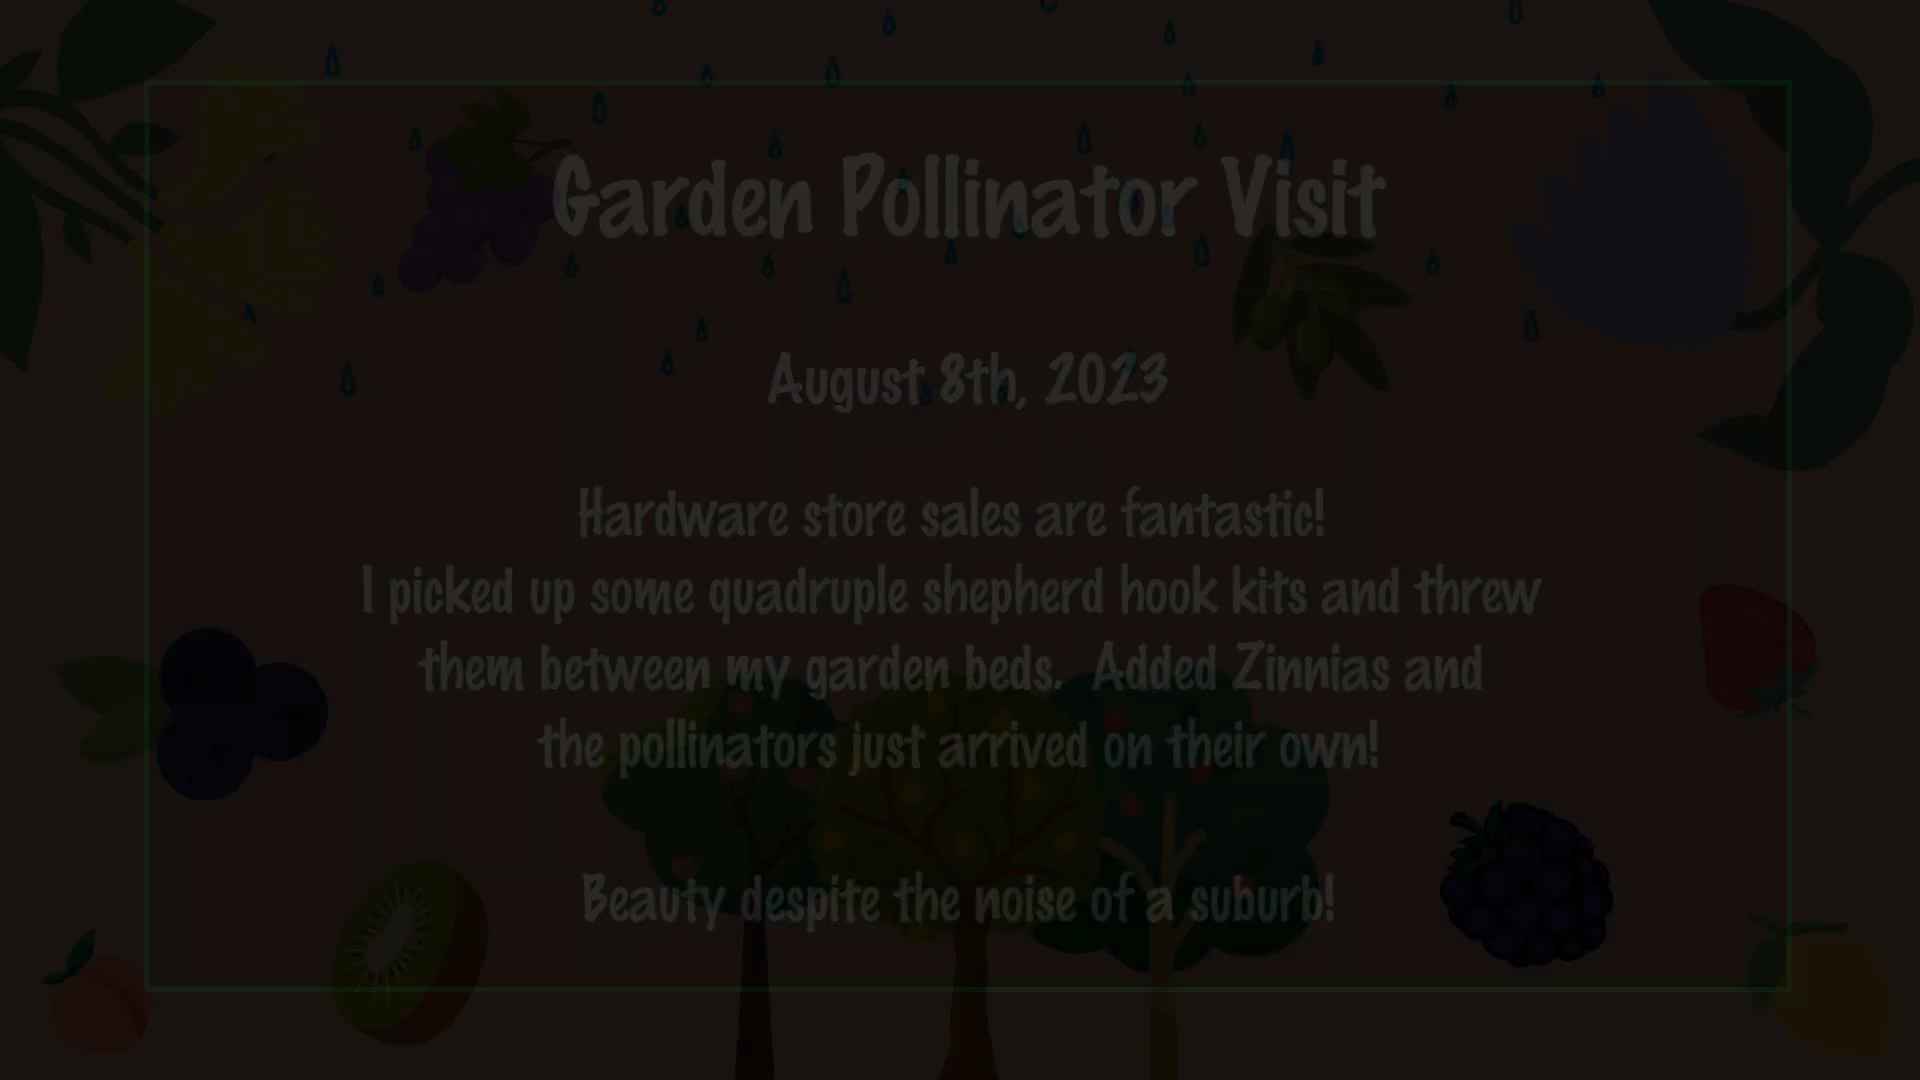 Garden Pollinator Visit
August 8th, 2023
Hardware store sales are fantastic!
I picked up some quadruple shepherd hook kits and threw
them between my garden beds.  Added Zinnias and
the pollinators just arrived on their own!
Beauty despite the noise of a suburb!